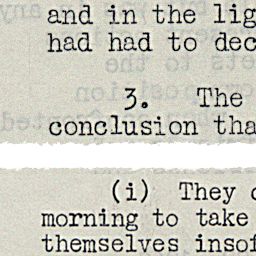 and in the lig
had had to dec
3. The
conclusion tha
(i) They
morning to take
themselves insof